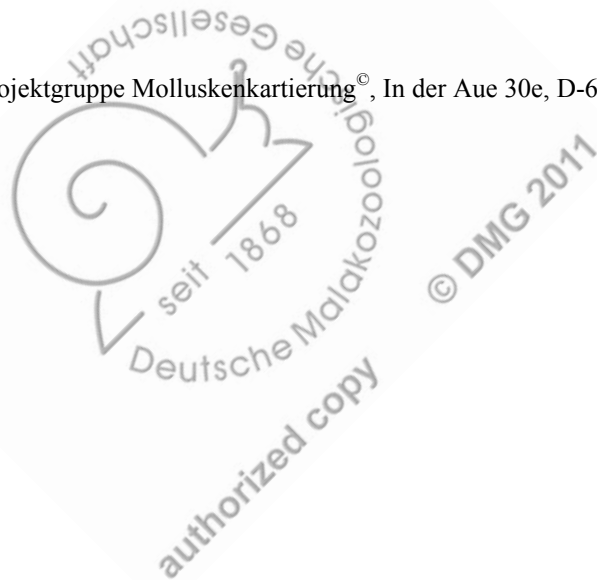 ojektgruppe Molluskenkartierung©, In der Aue 30e, D-6
Deutsche Malakozoologische Gesellschaft
seit 1868
© DMG 2011
authorized copy